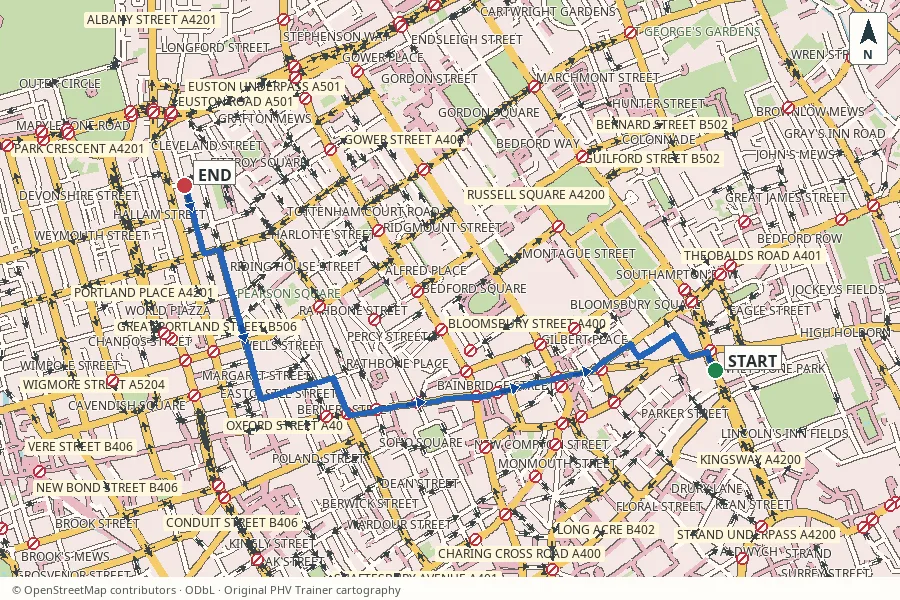 CARTWRIGHT GARDENS
ALBANY STREET A4201
GEORGE'S GARDENS
STEPHENSON WAY
ENDSLEIGH STREET
LONGFORD STREET
GOWER PLACE
N
GORDON STREET
MARCHMONT STREET
OUTER CIRCLE
EUSTON UNDERPASS A501
EUSTON ROAD A501
HUNTER STREET
GORDON SQUARE
BROWNLOW MEWS
GRAFTON MEWS
MARYLEBONE ROAD
BERNARD STREET B502
GRAY'S INN ROAD
GOWER STREET A400
COLONNADE
BEDFORD WAY
CLEVELAND STREET
PARK CRESCENT A4201
JOHN'S MEWS
GUILFORD STREET B502
END
DEVONSHIRE STREET
RUSSELL SQUARE A4200
GREAT JAMES STREET
HALLAM STREET
TOTTENHAM COURT ROAD
RIDGMOUNT STREET
WEYMOUTH STREET
CHARLOTTE STREET
BEDFORD ROW
MONTAGUE STREET
THEOBALDS ROAD A401
RIDING HOUSE STREET
ALFRED PLACE
BEDFORD SQUARE
JOCKEY'S FIELDS
PORTLAND PLACE A4201
PEARSON SQUARE
BLOOMSBURY SQUARE
EAGLE STREET
RATHBONE STREET
BLOOMSBURY STREET A400
GREAT PORTLAND STREET B506
HIGH HOLBORN
PERCY STREET
GILBERT PLACE
WELLS STREET
START
RATHBONE PLACE
WIMPOLE STREET
MARGARET STREET
WIGMORE STREET A5204
BAINBRIDGE STREET
EASTCASTLE STREET
CAVENDISH SQUARE
PARKER STREET
OXFORD STREET A40
LINCOLN'S INN FIELDS
SOHO SQUARE
NEW COMPTON STREET
VERE STREET B406
POLAND STREET
MONMOUTH STREET
KINGSWAY A4200
DEAN STREET
NEW BOND STREET B406
DRURY LANE
BERWICK STREET
FLORAL STREET
KEAN STREET
WARDOUR STREET
CONDUIT STREET B406
BROOK STREET
LONG ACRE B402
STRAND UNDERPASS A4200
KINGLY STREET
CHARING CROSS ROAD A400
ALDWYCH
STRAND
BROOK'S MEWS
GROSVENOR STREET
SURREY STREET
SHAFTESBURY AVENUE A401
© OpenStreetMap contributors · ODbL · Original PHV Trainer cartography